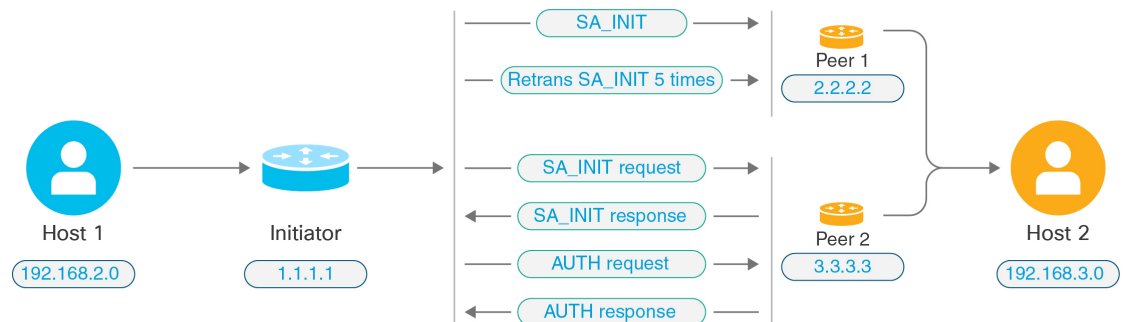 SA_INIT
Retrans SA_INIT 5 times
Peer 1
2.2.2.2
Host 1
192.168.2.0
Initiator
1.1.1.1
SA_INIT request
SA_INIT response
AUTH request
AUTH response
Peer 2
3.3.3.3
Host 2
192.168.3.0